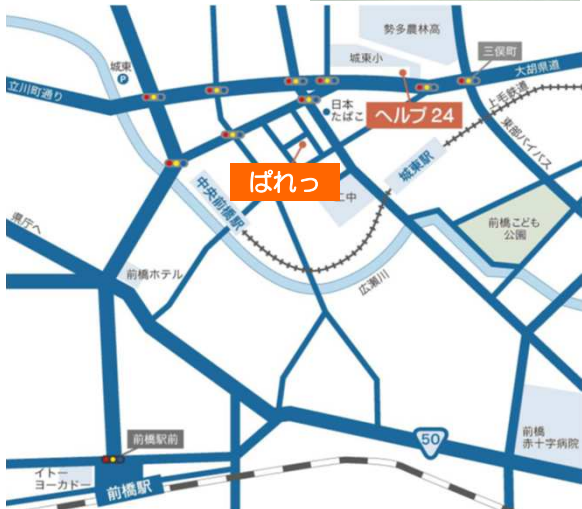 勢多農林高
城東
P
城東小
三俣町
大胡県道
立川町通り
日本
たばこ
ヘルプ24
上毛鉄道
東部バイパス
ぱれっ
城東駅
二中
中央前橋駅
県庁へ
前橋こども
公園
前橋ホテル
広瀬川
前橋駅前
50
前橋
赤十字病院
イトー
ヨーカドー
前橋駅